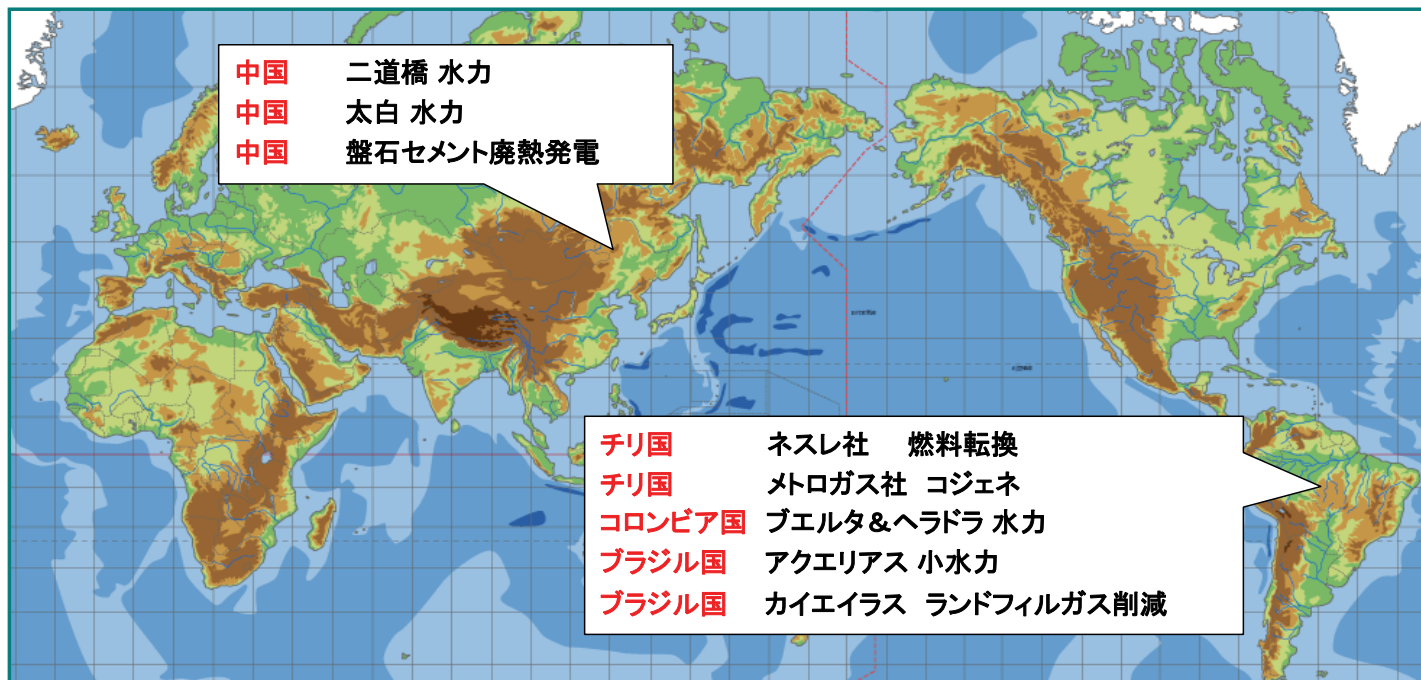 中国 二道橋 水力
中国 太白 水力
中国 盤石セメント廃熱発電
チリ国 ネスレ社 燃料転換
チリ国 メトロガス社 コジェネ
コロンビア国 ブエルタ&ヘラドラ 水力
ブラジル国 アクエリアス 小水力
ブラジル国 カイエイラス ランドフィルガス削減